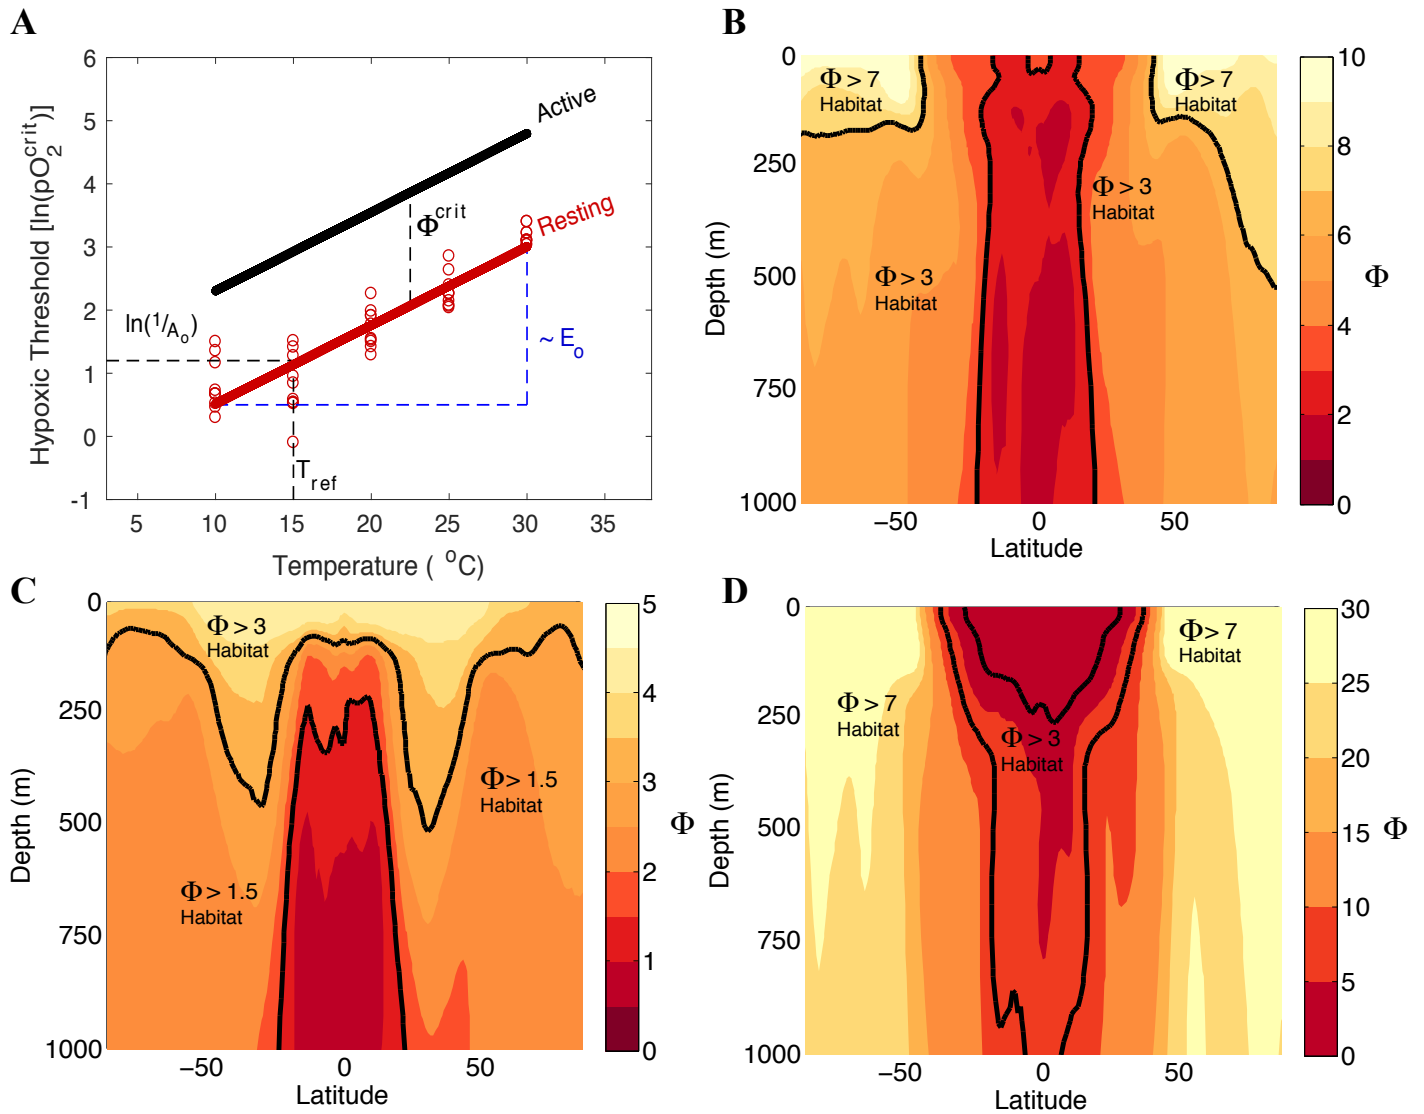 A
6
5
4
3
2
1
0
-1
Hypoxic Threshold [ln(pO₂ᶜʳⁱᵗ)]
Active
Φᶜʳⁱᵗ
Resting
ln(¹/Aₒ)
~ Eₒ
T ref
5 10 15 20 25 30 35
Temperature ( ᵒC)
B
0
250
500
750
1000
Depth (m)
Φ > 7
Habitat
Φ > 7
Habitat
Φ > 3
Habitat
Φ > 3
Habitat
−50 0 50
Latitude
10
8
6
4
2
0
Φ
C
0
250
500
750
1000
Depth (m)
Φ > 3
Habitat
Φ > 1.5
Habitat
Φ > 1.5
Habitat
−50 0 50
Latitude
5
4
3
2
1
0
Φ
D
0
250
500
750
1000
Depth (m)
Φ > 7
Habitat
Φ > 7
Habitat
Φ > 3
Habitat
−50 0 50
Latitude
30
25
20
15
10
5
0
Φ